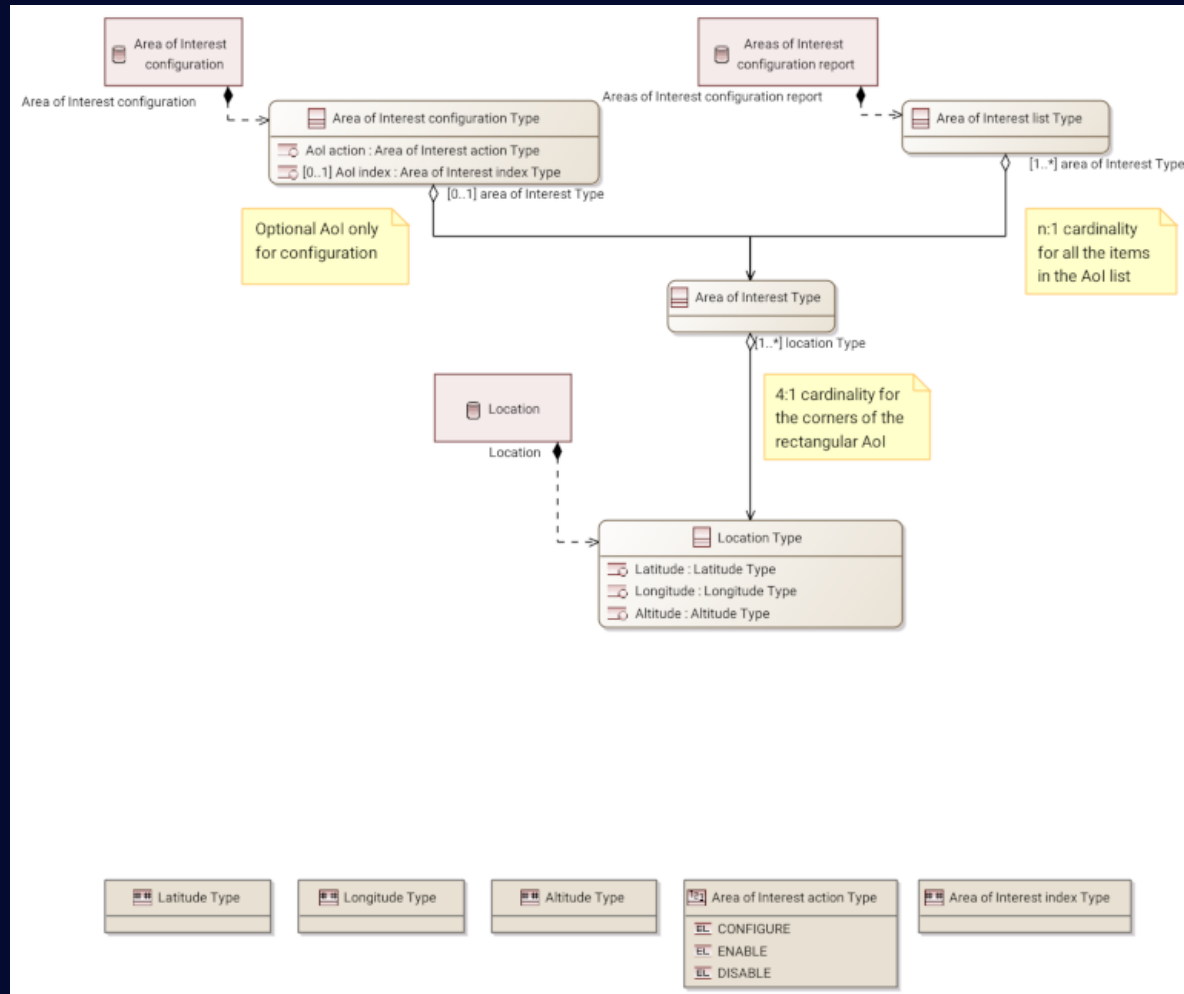 Area of Interest
configuration
Areas of Interest
configuration report
Area of Interest configuration
Areas of Interest configuration report
Area of Interest configuration Type
AoI action : Area of Interest action Type
[0..1] AoI index : Area of Interest index Type
Area of Interest list Type
[1..*] area of Interest Type
[0..1] area of Interest Type
Optional AoI only
for configuration
n:1 cardinality
for all the items
in the AoI list
Area of Interest Type
[1..*] location Type
4:1 cardinality for
the corners of the
rectangular AoI
Location
Location
Location Type
Latitude : Latitude Type
Longitude : Longitude Type
Altitude : Altitude Type
Latitude Type
Longitude Type
Altitude Type
Area of Interest action Type
EL CONFIGURE
EL ENABLE
EL DISABLE
Area of Interest index Type